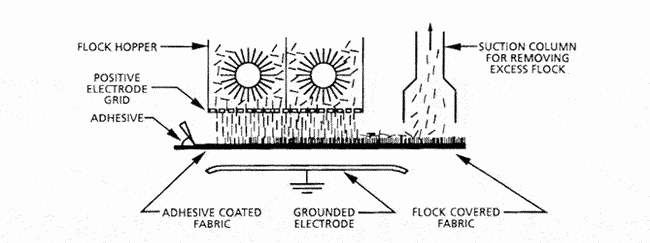 FLOCK HOPPER
SUCTION COLUMN
FOR REMOVING
EXCESS FLOCK
POSITIVE
ELECTRODE
GRID
ADHESIVE
ADHESIVE COATED
FABRIC
GROUNDED
ELECTRODE
FLOCK COVERED
FABRIC